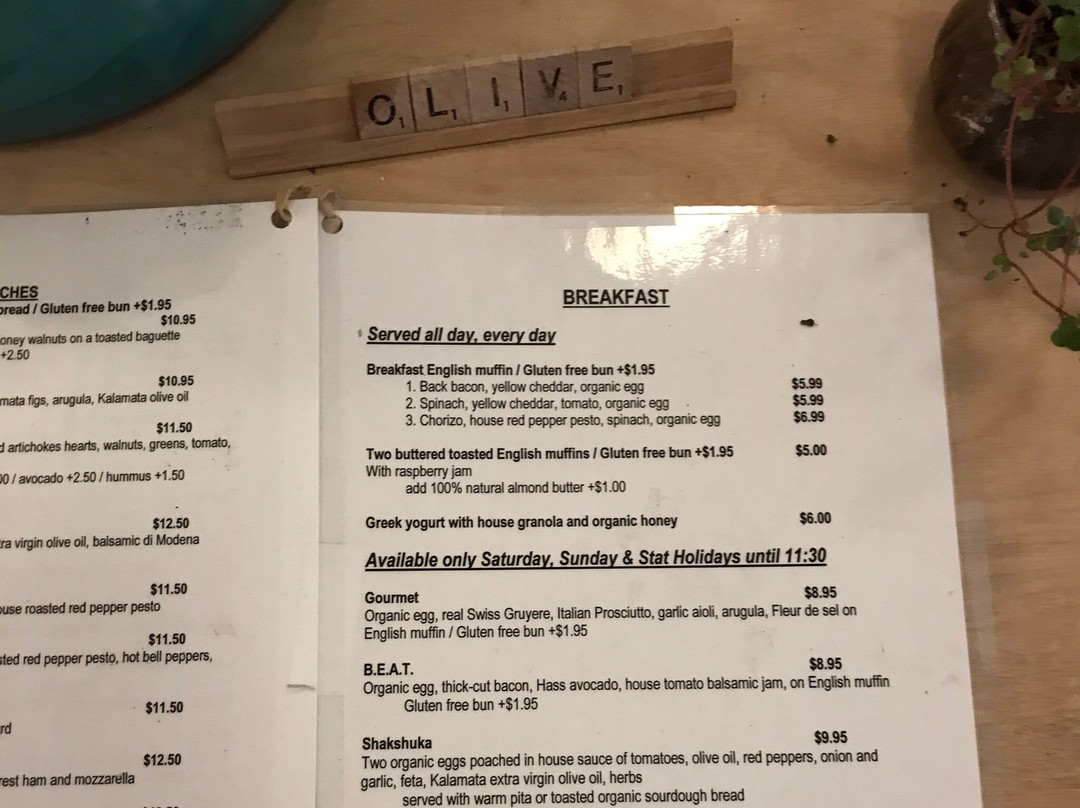 OLIVE
CHES
bread / Gluten free bun +$1.95
$10.95
oney walnuts on a toasted baguette
+2.50
$10.95
mata figs, arugula, Kalamata olive oil
$11.50
d artichokes hearts, walnuts, greens, tomato,
00 / avocado +2.50 / hummus +1.50
$12.50
tra virgin olive oil, balsamic di Modena
$11.50
ouse roasted red pepper pesto
$11.50
sted red pepper pesto, hot bell peppers,
$11.50
rd
$12.50
rest ham and mozzarella
BREAKFAST
Served all day, every day
Breakfast English muffin / Gluten free bun +$1.95
1. Back bacon, yellow cheddar, organic egg $5.99
2. Spinach, yellow cheddar, tomato, organic egg $5.99
3. Chorizo, house red pepper pesto, spinach, organic egg $6.99
Two buttered toasted English muffins / Gluten free bun +$1.95 $5.00
With raspberry jam
add 100% natural almond butter +$1.00
Greek yogurt with house granola and organic honey $6.00
Available only Saturday, Sunday & Stat Holidays until 11:30
Gourmet $8.95
Organic egg, real Swiss Gruyere, Italian Prosciutto, garlic aioli, arugula, Fleur de sel on
English muffin / Gluten free bun +$1.95
B.E.A.T. $8.95
Organic egg, thick-cut bacon, Hass avocado, house tomato balsamic jam, on English muffin
Gluten free bun +$1.95
Shakshuka $9.95
Two organic eggs poached in house sauce of tomatoes, olive oil, red peppers, onion and
garlic, feta, Kalamata extra virgin olive oil, herbs
served with warm pita or toasted organic sourdough bread